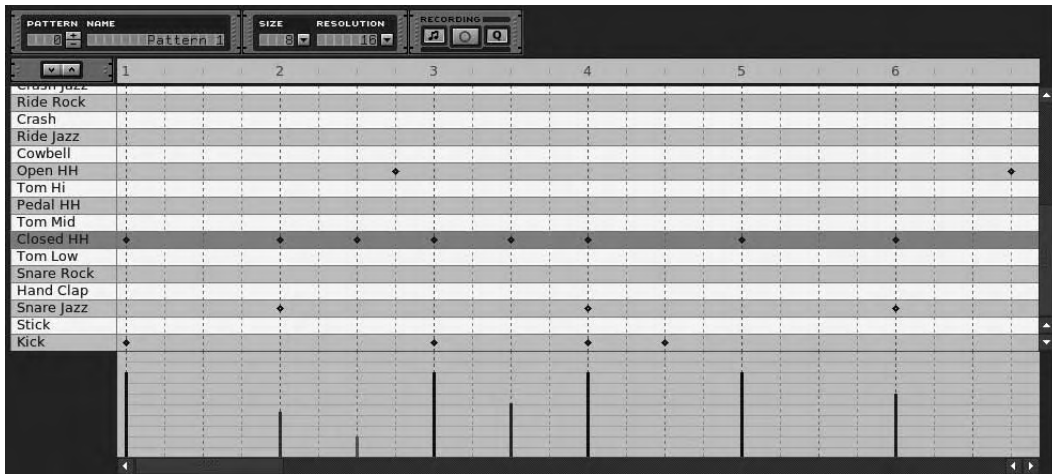 PATTERN NAME
0
Pattern 1
SIZE
8
RESOLUTION
16
RECORDING
Q
1 2 3 4 5 6
Crash Jazz
Ride Rock
Crash
Ride Jazz
Cowbell
Open HH
Tom Hi
Pedal HH
Tom Mid
Closed HH
Tom Low
Snare Rock
Hand Clap
Snare Jazz
Stick
Kick